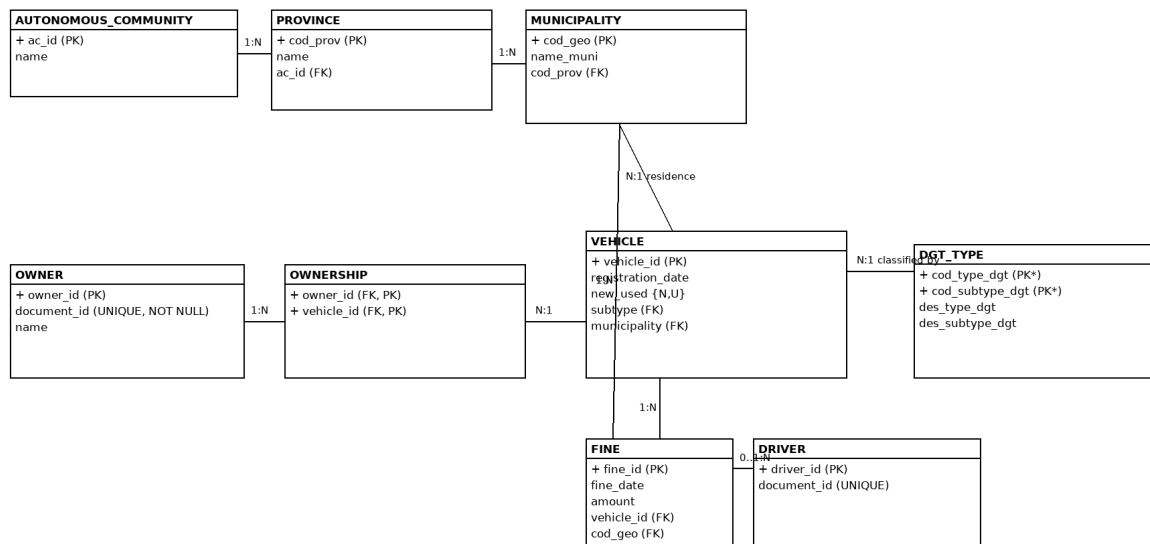 AUTONOMOUS_COMMUNITY
+ ac_id (PK)
name
1:N
PROVINCE
+ cod_prov (PK)
name
ac_id (FK)
1:N
MUNICIPALITY
+ cod_geo (PK)
name_muni
cod_prov (FK)
N:1 residence
OWNER
+ owner_id (PK)
document_id (UNIQUE, NOT NULL)
name
1:N
OWNERSHIP
+ owner_id (FK, PK)
+ vehicle_id (FK, PK)
N:1
VEHICLE
+ vehicle_id (PK)
registration_date
new_used {N,U}
subtype (FK)
municipality (FK)
1:N
N:1 classified by
DGT_TYPE
+ cod_type_dgt (PK*)
+ cod_subtype_dgt (PK*)
des_type_dgt
des_subtype_dgt
1:N
FINE
+ fine_id (PK)
fine_date
amount
vehicle_id (FK)
cod_geo (FK)
0..1:N
DRIVER
+ driver_id (PK)
document_id (UNIQUE)